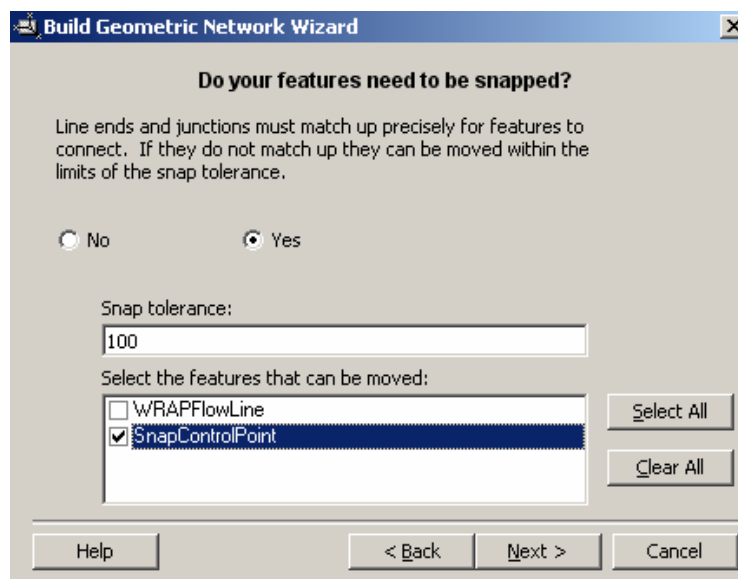 Build Geometric Network Wizard
Do your features need to be snapped?
Line ends and junctions must match up precisely for features to
connect. If they do not match up they can be moved within the
limits of the snap tolerance.
No Yes
Snap tolerance:
100
Select the features that can be moved:
WRAPFlowLine
SnapControlPoint
Select All
Clear All
Help < Back Next > Cancel